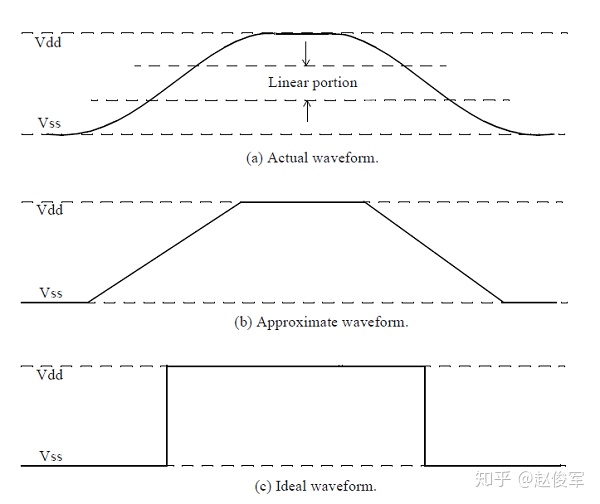 Vdd
Linear portion
Vss
(a) Actual waveform.
Vdd
Vss
(b) Approximate waveform.
Vdd
Vss
(c) Ideal waveform.
知乎 @赵俊军